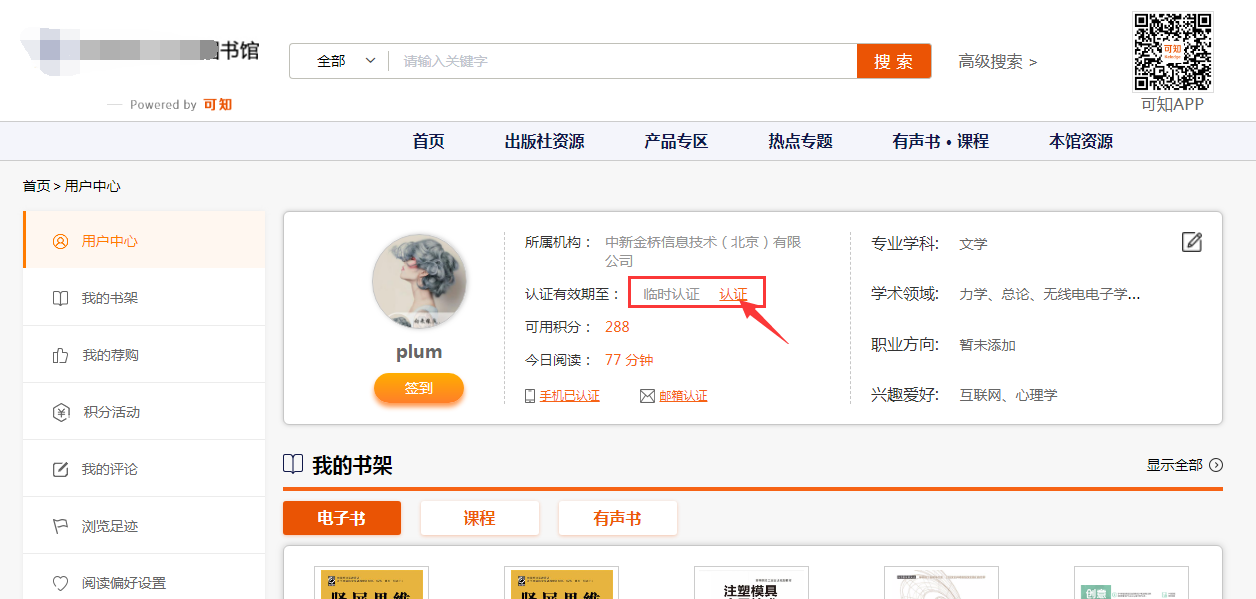 书馆
Powered by 可知
全部
请输入关键字
搜 索
高级搜索 >
可知
可知APP
首页
出版社资源
产品专区
热点专题
有声书 • 课程
本馆资源
首页 > 用户中心
用户中心
我的书架
我的荐购
积分活动
我的评论
浏览足迹
阅读偏好设置
plum
签到
所属机构： 中新金桥信息技术（北京）有限
公司
认证有效期至： 临时认证 认证
可用积分： 288
今日阅读： 77 分钟
手机已认证 邮箱认证
专业学科: 文学
学术领域: 力学、总论、无线电电子学...
职业方向: 暂未添加
兴趣爱好: 互联网、心理学
我的书架
显示全部
电子书
课程
有声书
注塑模具
创意